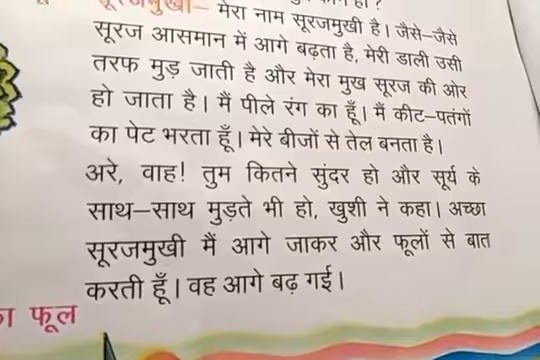 सूरजमुखी– मेरा नाम सूरजमुखी है। जैसे–जैसे
सूरज आसमान में आगे बढ़ता है, मेरी डाली उसी
तरफ मुड़ जाती है और मेरा मुख सूरज की ओर
हो जाता है। मैं पीले रंग का हूँ। मैं कीट–पतंगों
का पेट भरता हूँ। मेरे बीजों से तेल बनता है।
अरे, वाह! तुम कितने सुंदर हो और सूर्य के
साथ–साथ मुड़ते भी हो, खुशी ने कहा। अच्छा
सूरजमुखी मैं आगे जाकर और फूलों से बात
करती हूँ। वह आगे बढ़ गई।
फूल